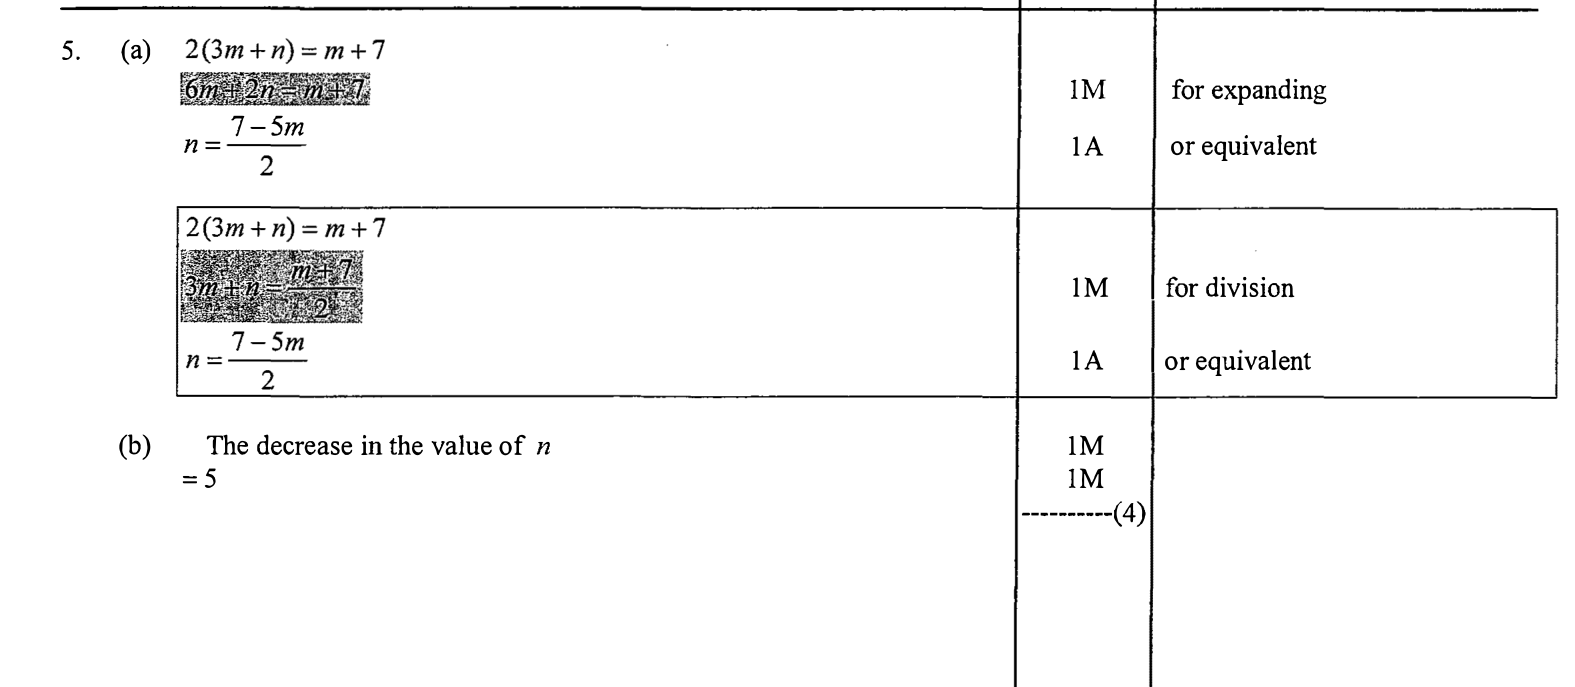 5. (a) 2(3m + n) = m + 7
6m + 2n = m + 7 1M for expanding
n = (7 − 5m)/2 1A or equivalent
2(3m + n) = m + 7
3m + n = (m + 7)/2 1M for division
n = (7 − 5m)/2 1A or equivalent
(b) The decrease in the value of n 1M
= 5 1M
----------(4)